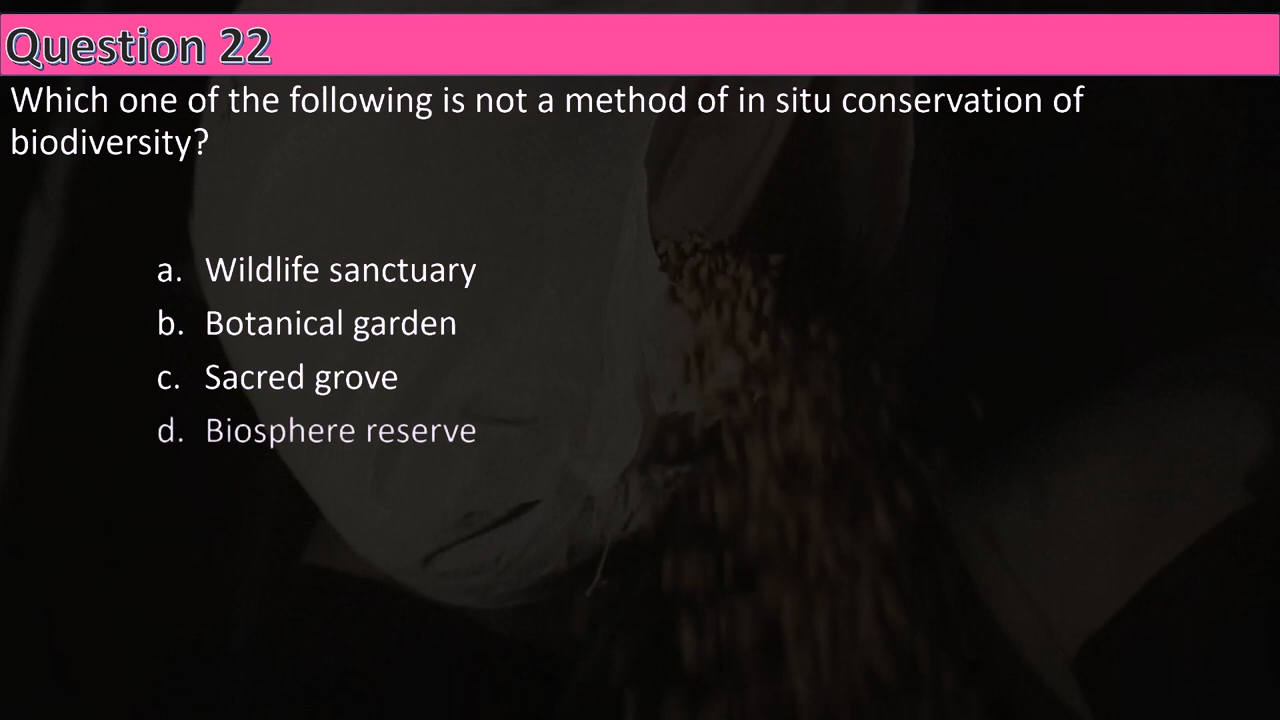 Question 22
Which one of the following is not a method of in situ conservation of
biodiversity?
a. Wildlife sanctuary
b. Botanical garden
c. Sacred grove
d. Biosphere reserve